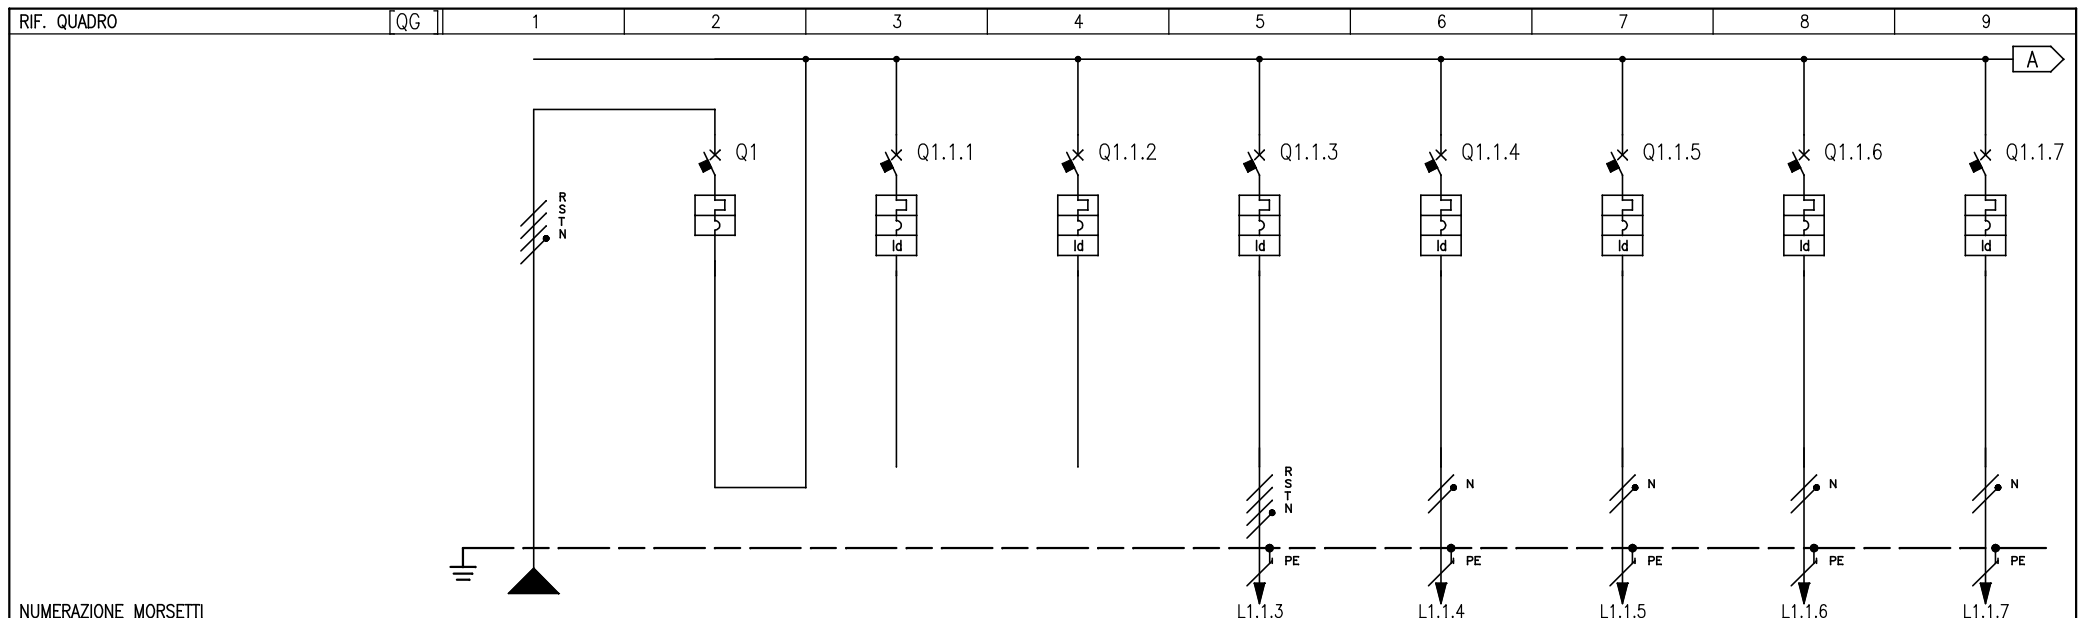 RIF. QUADRO [QG] 1 2 3 4 5 6 7 8 9
A
Q1 Q1.1.1 Q1.1.2 Q1.1.3 Q1.1.4 Q1.1.5 Q1.1.6 Q1.1.7
R
S
T
N
Id Id Id Id Id Id Id
R
S
T
N N N N N
PE PE PE PE PE
NUMERAZIONE MORSETTI L1.1.3 L1.1.4 L1.1.5 L1.1.6 L1.1.7